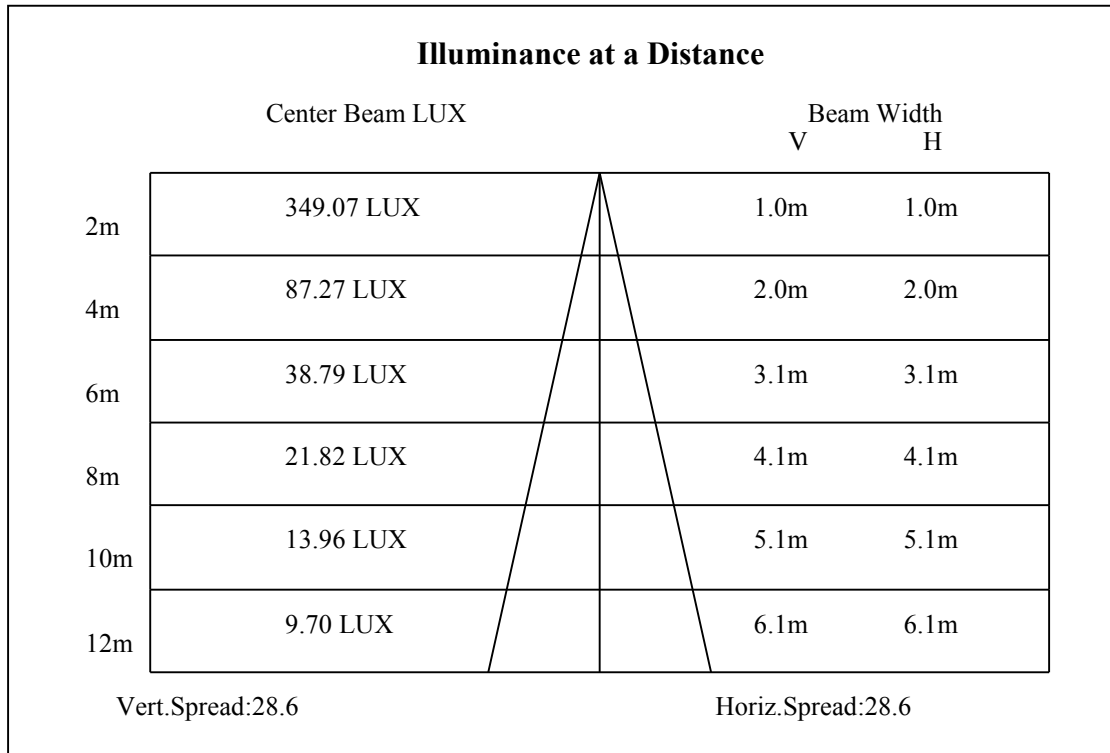 Illuminance at a Distance
Center Beam LUX Beam Width
V H
2m 349.07 LUX 1.0m 1.0m
4m 87.27 LUX 2.0m 2.0m
6m 38.79 LUX 3.1m 3.1m
8m 21.82 LUX 4.1m 4.1m
10m 13.96 LUX 5.1m 5.1m
12m 9.70 LUX 6.1m 6.1m
Vert.Spread:28.6 Horiz.Spread:28.6